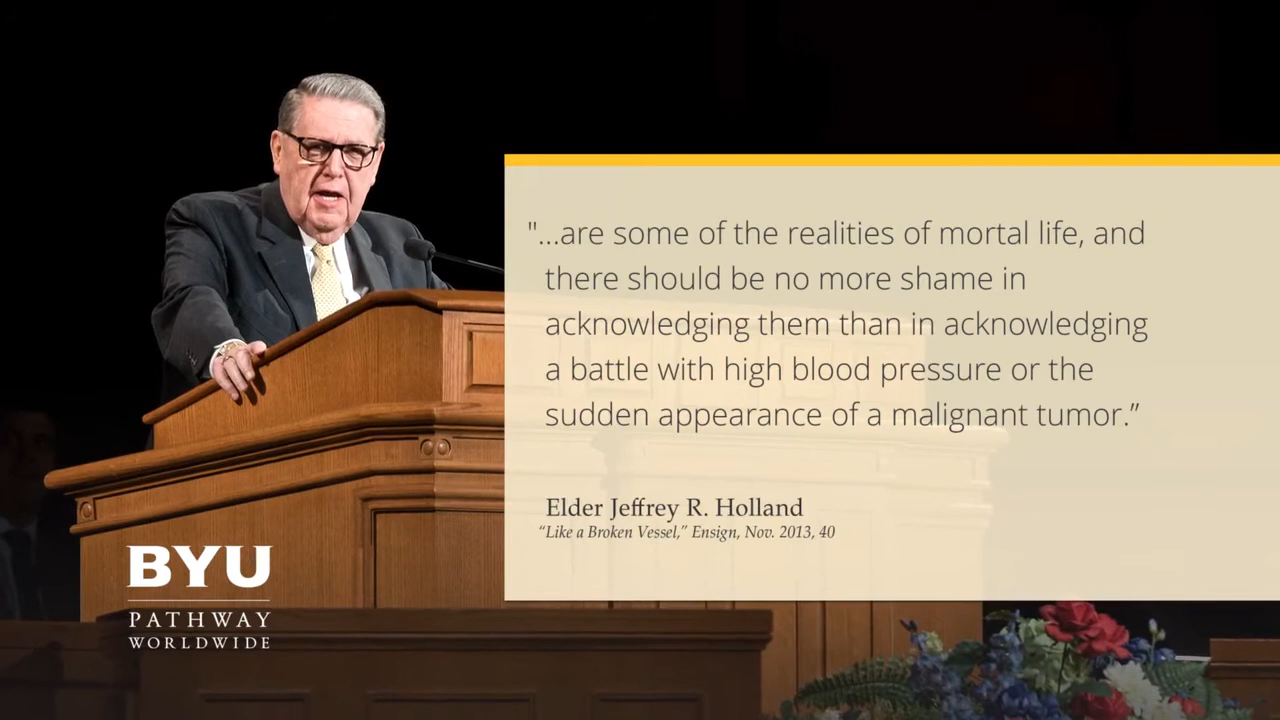 "...are some of the realities of mortal life, and
there should be no more shame in
acknowledging them than in acknowledging
a battle with high blood pressure or the
sudden appearance of a malignant tumor.”
Elder Jeffrey R. Holland
“Like a Broken Vessel,” Ensign, Nov. 2013, 40
BYU
PATHWAY
WORLDWIDE